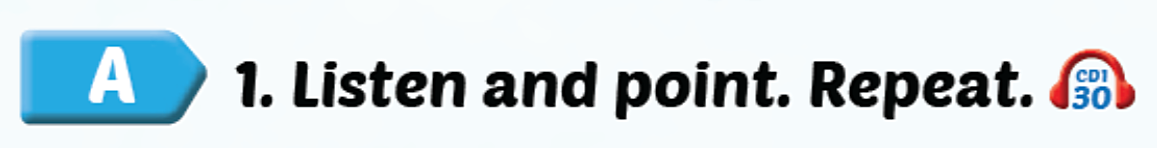 A 1. Listen and point. Repeat. CD1 30